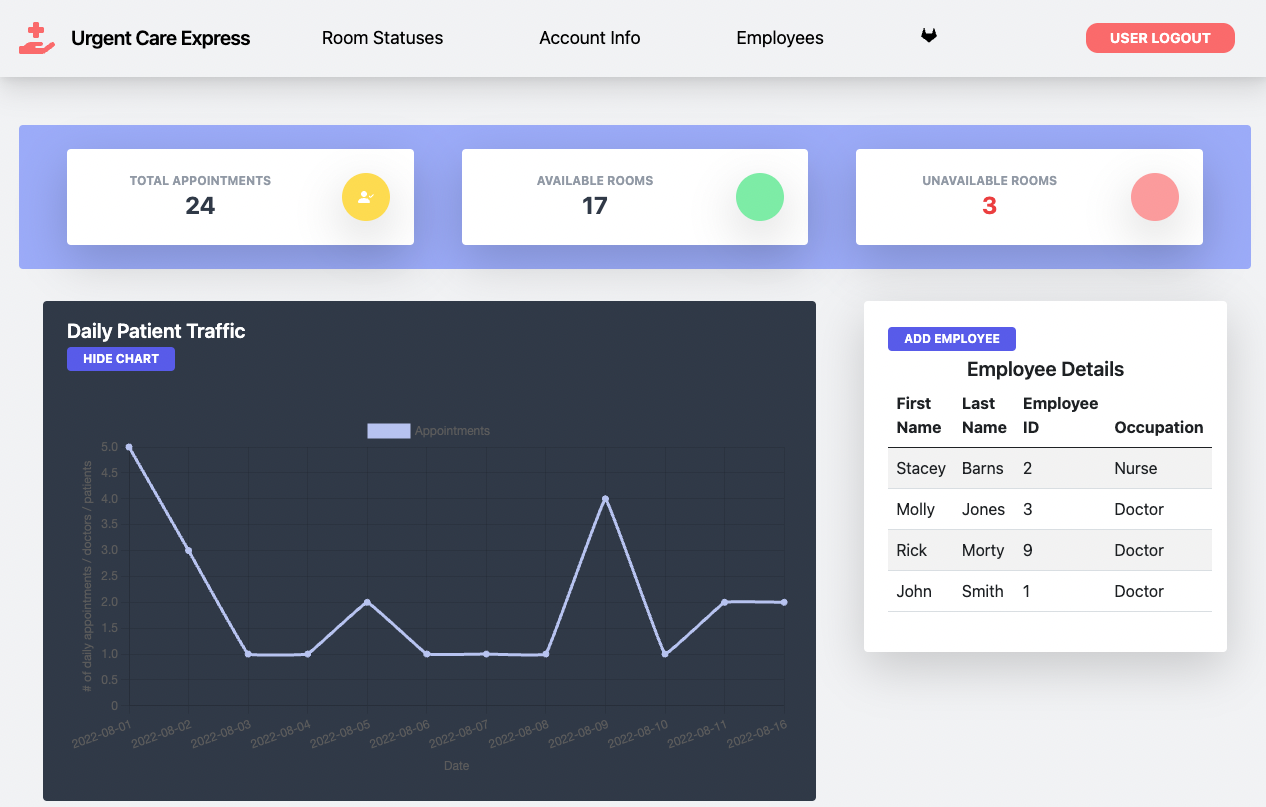 Urgent Care Express
Room Statuses
Account Info
Employees
USER LOGOUT
TOTAL APPOINTMENTS
24
AVAILABLE ROOMS
17
UNAVAILABLE ROOMS
3
Daily Patient Traffic
HIDE CHART
Appointments
# of daily appointments / doctors / patients
5.0
4.5
4.0
3.5
3.0
2.5
2.0
1.5
1.0
0.5
0
2022-08-01
2022-08-02
2022-08-03
2022-08-04
2022-08-05
2022-08-06
2022-08-07
2022-08-08
2022-08-09
2022-08-10
2022-08-11
2022-08-16
Date
ADD EMPLOYEE
Employee Details
First Name Last Name Employee ID Occupation
Stacey Barns 2 Nurse
Molly Jones 3 Doctor
Rick Morty 9 Doctor
John Smith 1 Doctor